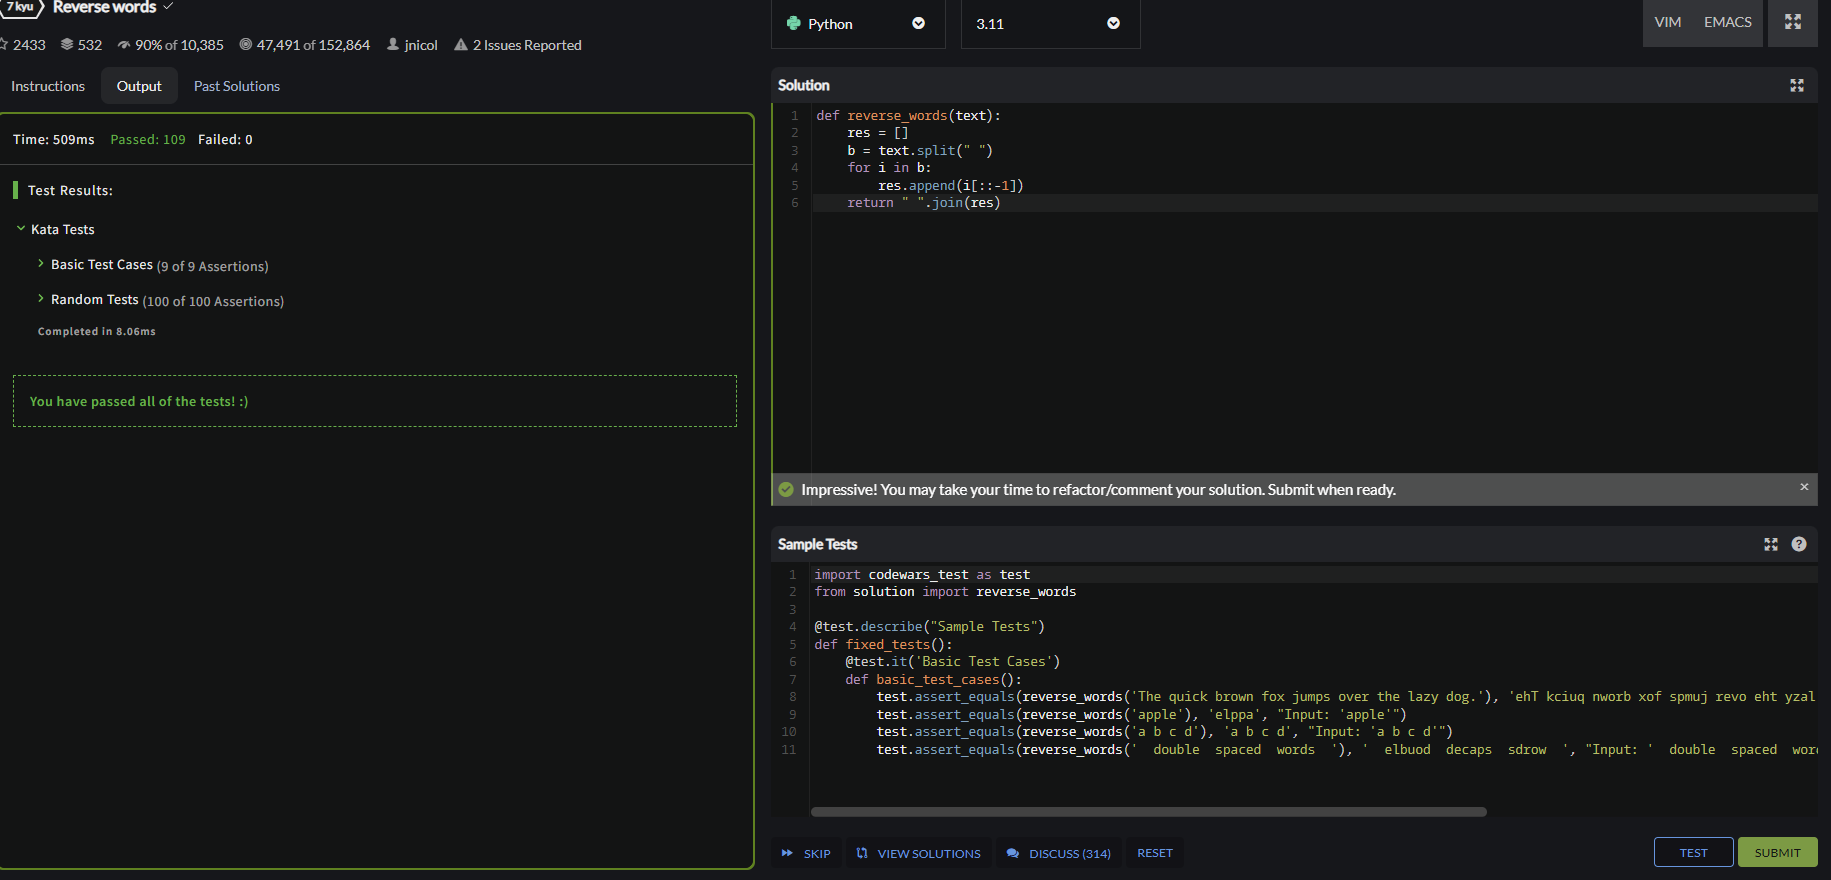 7 kyu Reverse words
2433 532 90% of 10,385 47,491 of 152,864 jnicol 2 Issues Reported
Python
3.11
VIM EMACS
Instructions Output Past Solutions
Time: 509ms Passed: 109 Failed: 0
Test Results:
Kata Tests
Basic Test Cases (9 of 9 Assertions)
Random Tests (100 of 100 Assertions)
Completed in 8.06ms
You have passed all of the tests! :)
Solution
1 def reverse_words(text):
2     res = []
3     b = text.split(" ")
4     for i in b:
5         res.append(i[::-1])
6     return " ".join(res)
Impressive! You may take your time to refactor/comment your solution. Submit when ready. ×
Sample Tests ?
1 import codewars_test as test
2 from solution import reverse_words
3
4 @test.describe("Sample Tests")
5 def fixed_tests():
6     @test.it('Basic Test Cases')
7     def basic_test_cases():
8         test.assert_equals(reverse_words('The quick brown fox jumps over the lazy dog.'), 'ehT kciuq nworb xof spmuj revo eht yzal
9         test.assert_equals(reverse_words('apple'), 'elppa', "Input: 'apple'")
10         test.assert_equals(reverse_words('a b c d'), 'a b c d', "Input: 'a b c d'")
11         test.assert_equals(reverse_words('  double  spaced  words  '), '  elbuod  decaps  sdrow  ', "Input: '  double  spaced
SKIP VIEW SOLUTIONS DISCUSS (314) RESET
TEST SUBMIT